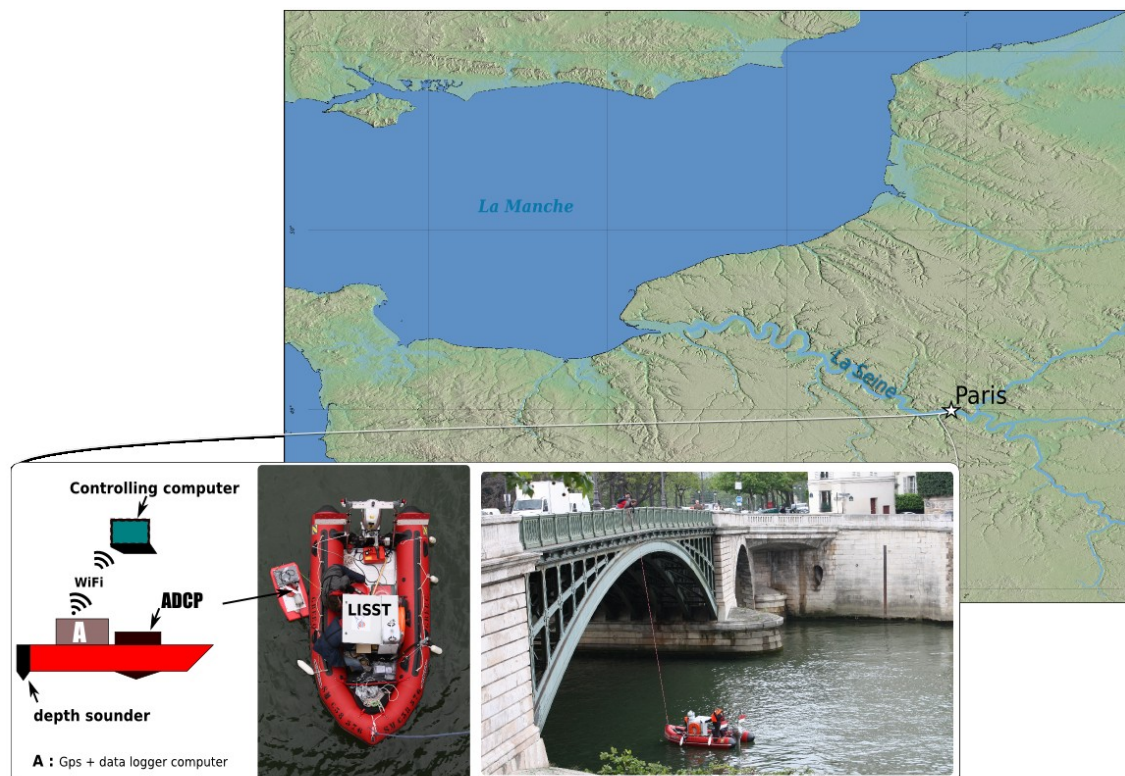 La Manche
La Seine
Paris
Controlling computer
WiFi
ADCP
A
LISST
depth sounder
A : Gps + data logger computer